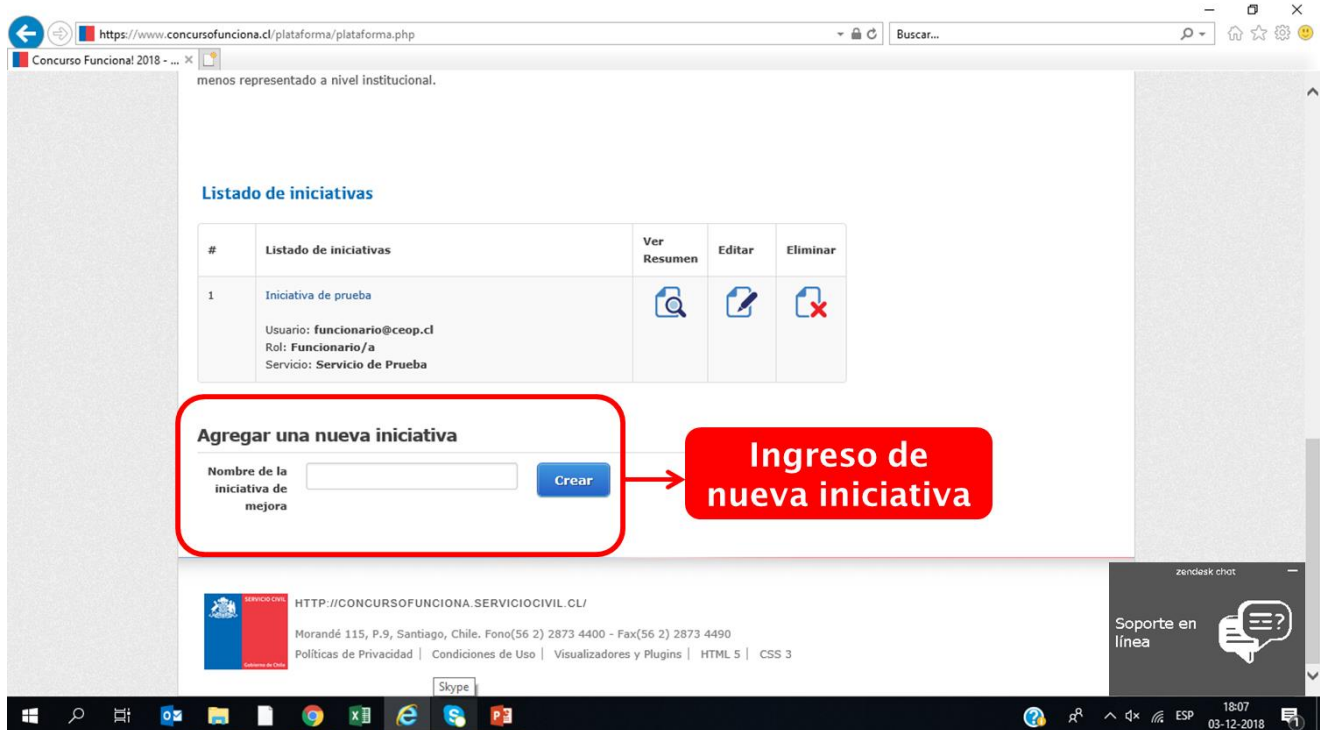 https://www.concursofunciona.cl/plataforma/plataforma.php
Buscar...
Concurso Funciona! 2018 - ...
menos representado a nivel institucional.
Listado de iniciativas
# Listado de iniciativas Ver Resumen Editar Eliminar
1 Iniciativa de prueba
Usuario: funcionario@ceop.cl
Rol: Funcionario/a
Servicio: Servicio de Prueba
Agregar una nueva iniciativa
Nombre de la
iniciativa de
mejora
Crear
Ingreso de
nueva iniciativa
zendesk chat
Soporte en
línea
SERVICIO CIVIL
Gobierno de Chile
HTTP://CONCURSOFUNCIONA.SERVICIOCIVIL.CL/
Morandé 115, P.9, Santiago, Chile. Fono(56 2) 2873 4400 - Fax(56 2) 2873 4490
Políticas de Privacidad | Condiciones de Uso | Visualizadores y Plugins | HTML 5 | CSS 3
Skype
ESP
18:07
03-12-2018